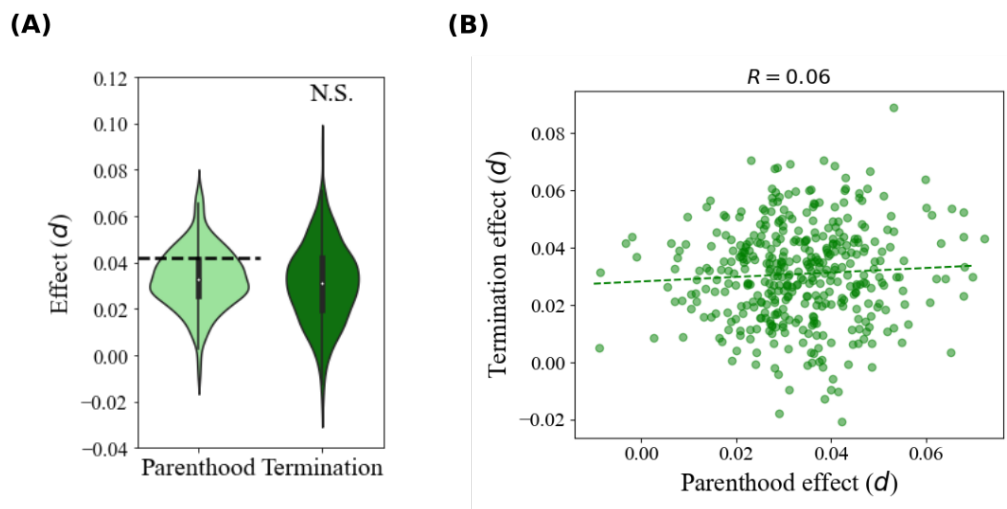 (A)
N.S.
Effect (d)
0.12
0.10
0.08
0.06
0.04
0.02
0.00
−0.02
−0.04
Parenthood Termination
(B)
R = 0.06
Termination effect (d)
0.08
0.06
0.04
0.02
0.00
−0.02
0.00 0.02 0.04 0.06
Parenthood effect (d)